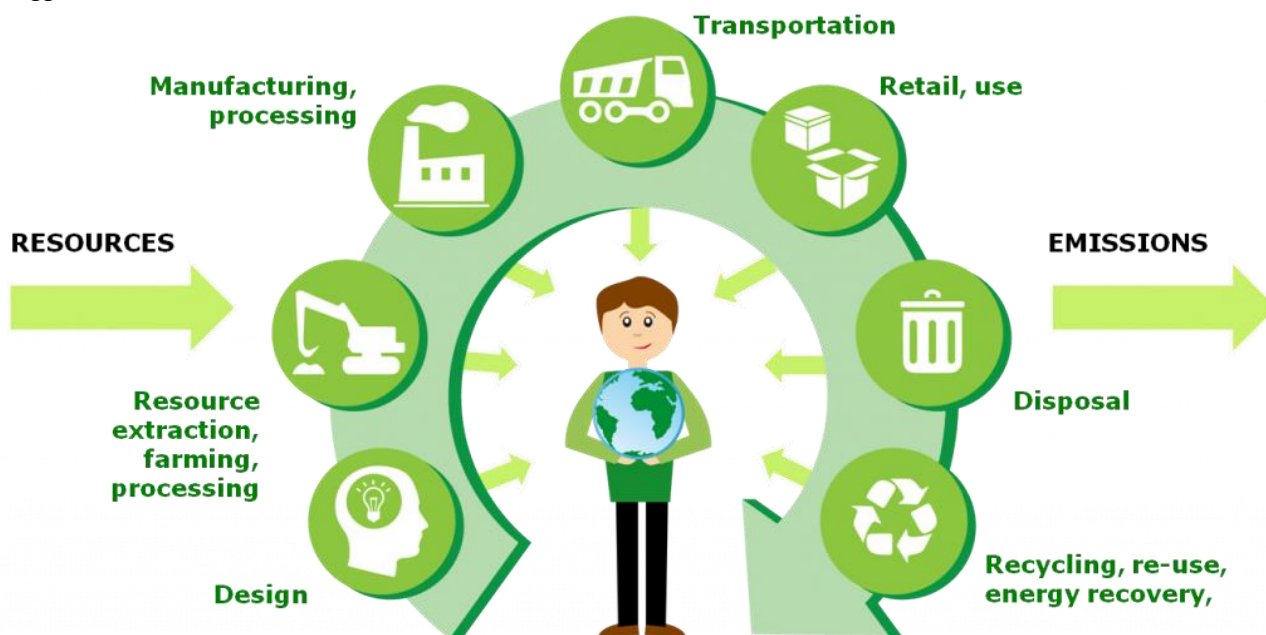 Transportation
Manufacturing,
processing
Retail, use
RESOURCES
EMISSIONS
Resource
extraction,
farming,
processing
Disposal
Design
Recycling, re-use,
energy recovery,